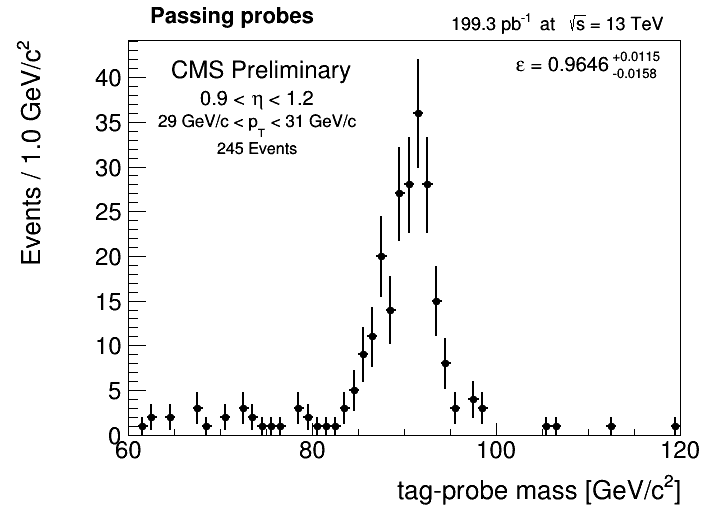 Passing probes
199.3 pb⁻¹ at √s = 13 TeV
CMS Preliminary
ε = 0.9646 +0.0115 -0.0158
0.9 < η < 1.2
29 GeV/c < p_T < 31 GeV/c
245 Events
Events / 1.0 GeV/c²
40
35
30
25
20
15
10
5
0
60 80 100 120
tag-probe mass [GeV/c²]